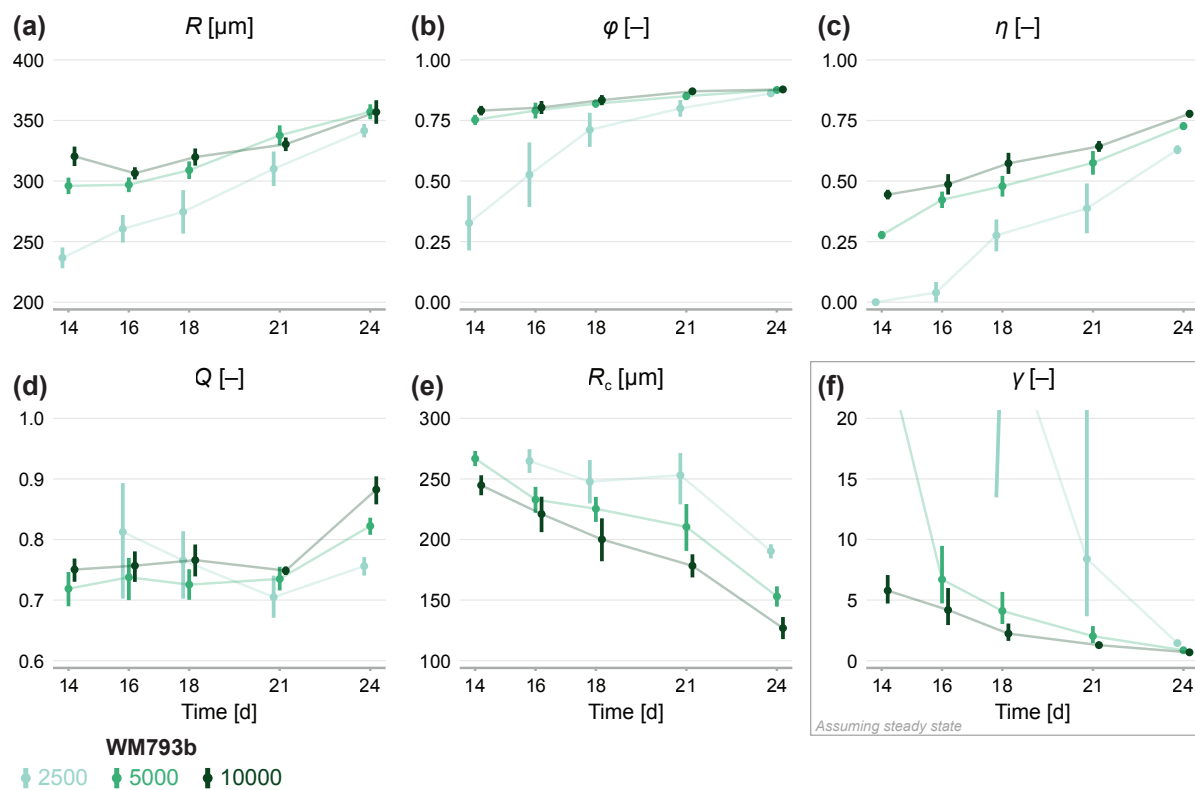 (a) R [µm]
400
350
300
250
200
14 16 18 21 24
(b) φ [–]
1.00
0.75
0.50
0.25
0.00
14 16 18 21 24
(c) η [–]
1.00
0.75
0.50
0.25
0.00
14 16 18 21 24
(d) Q [–]
1.0
0.9
0.8
0.7
0.6
14 16 18 21 24
Time [d]
(e) Rc [µm]
300
250
200
150
100
14 16 18 21 24
Time [d]
(f) γ [–]
20
15
10
5
0
14 16 18 21 24
Time [d]
Assuming steady state
WM793b
2500 5000 10000